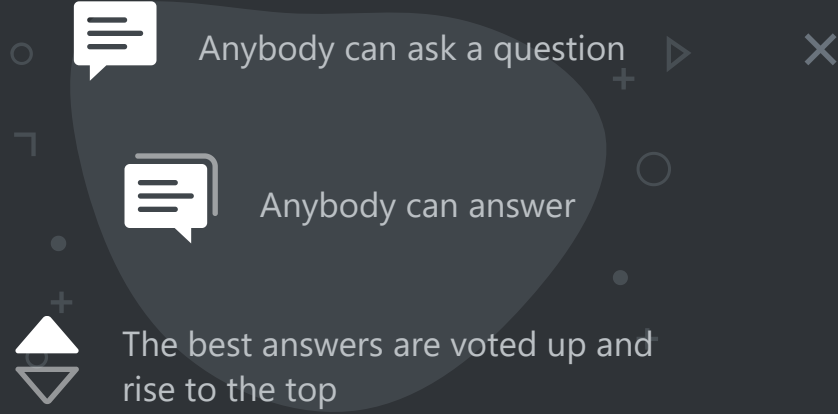 Anybody can ask a question
Anybody can answer
The best answers are voted up and
rise to the top